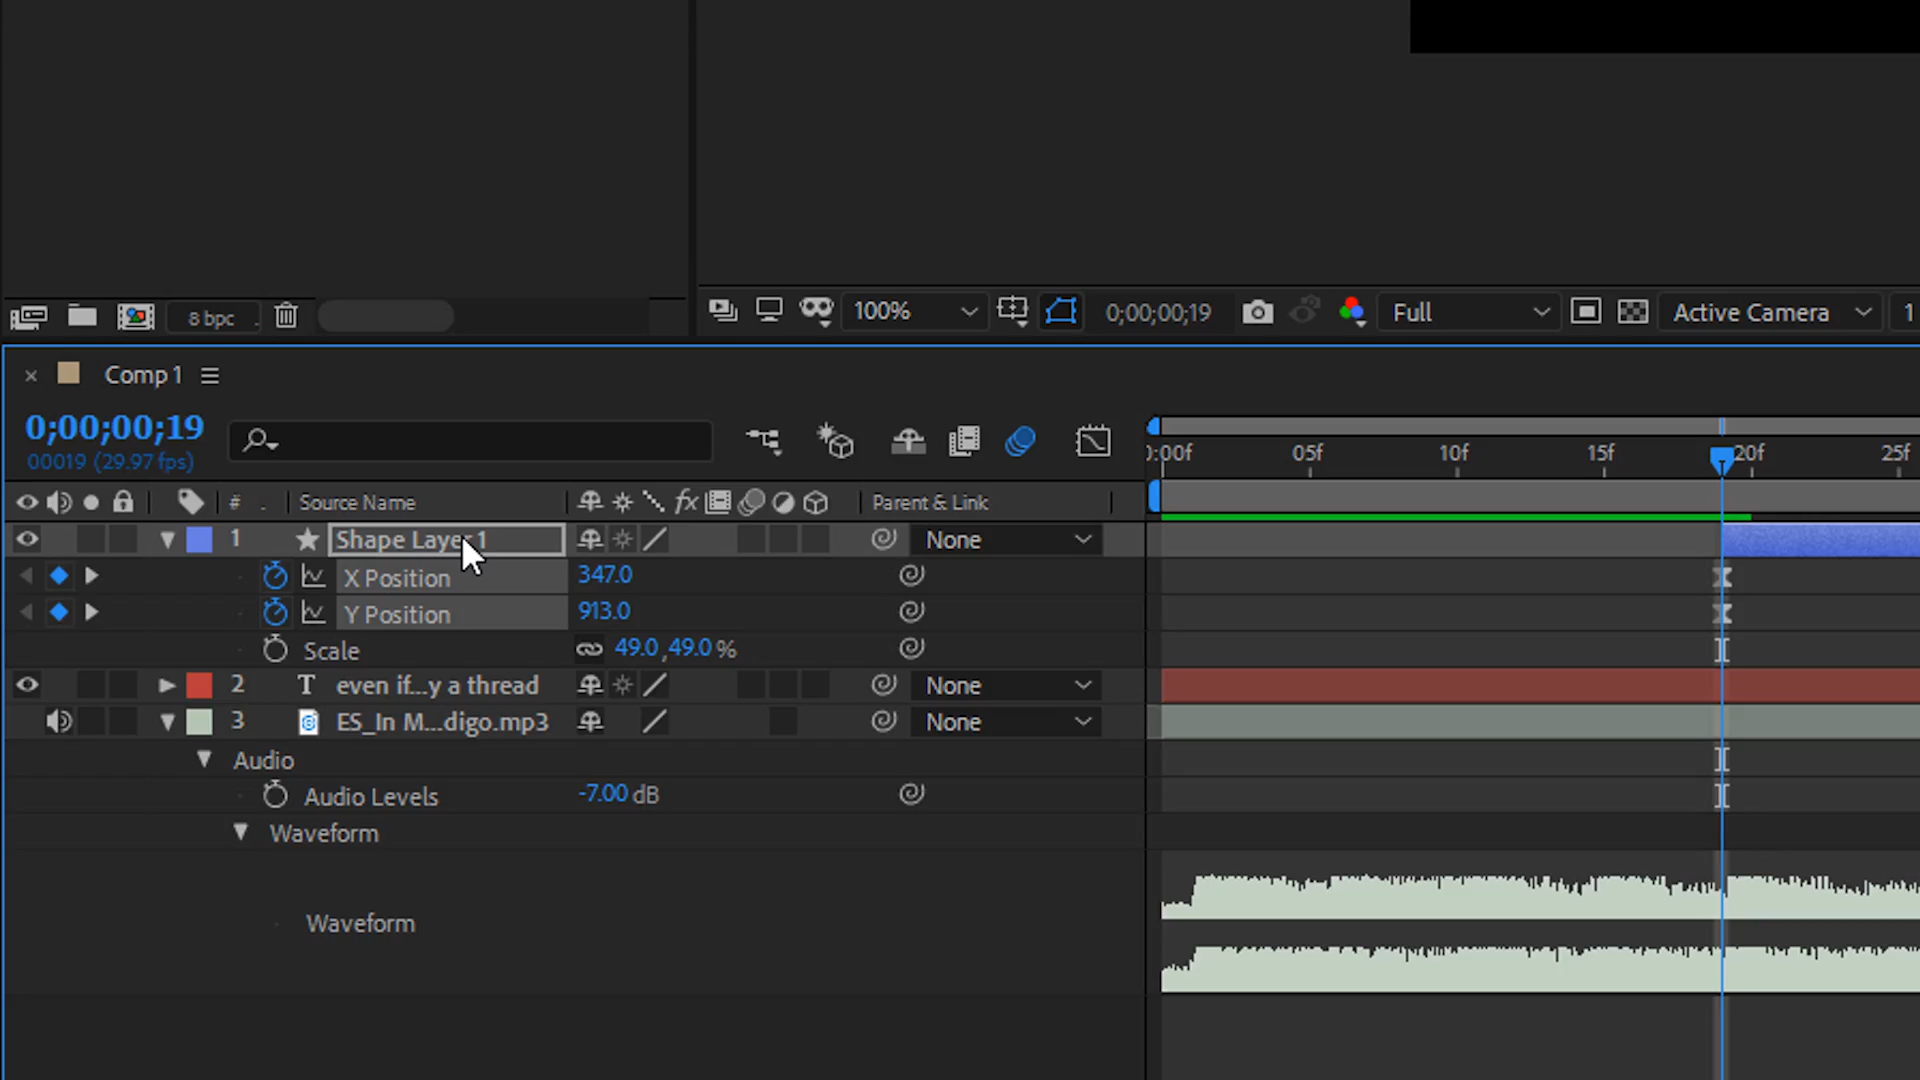 8 bpc
100%
0;00;00;19
Full
Active Camera
1
Comp 1
0;00;00;19
00019 (29.97 fps)
0:00f 05f 10f 15f 20f 25f
# . Source Name fx Parent & Link
1 Shape Layer 1 None
X Position 347.0
Y Position 913.0
Scale 49.0,49.0 %
2 T even if...y a thread None
3 ES_In M...digo.mp3 None
Audio
Audio Levels -7.00 dB
Waveform
Waveform